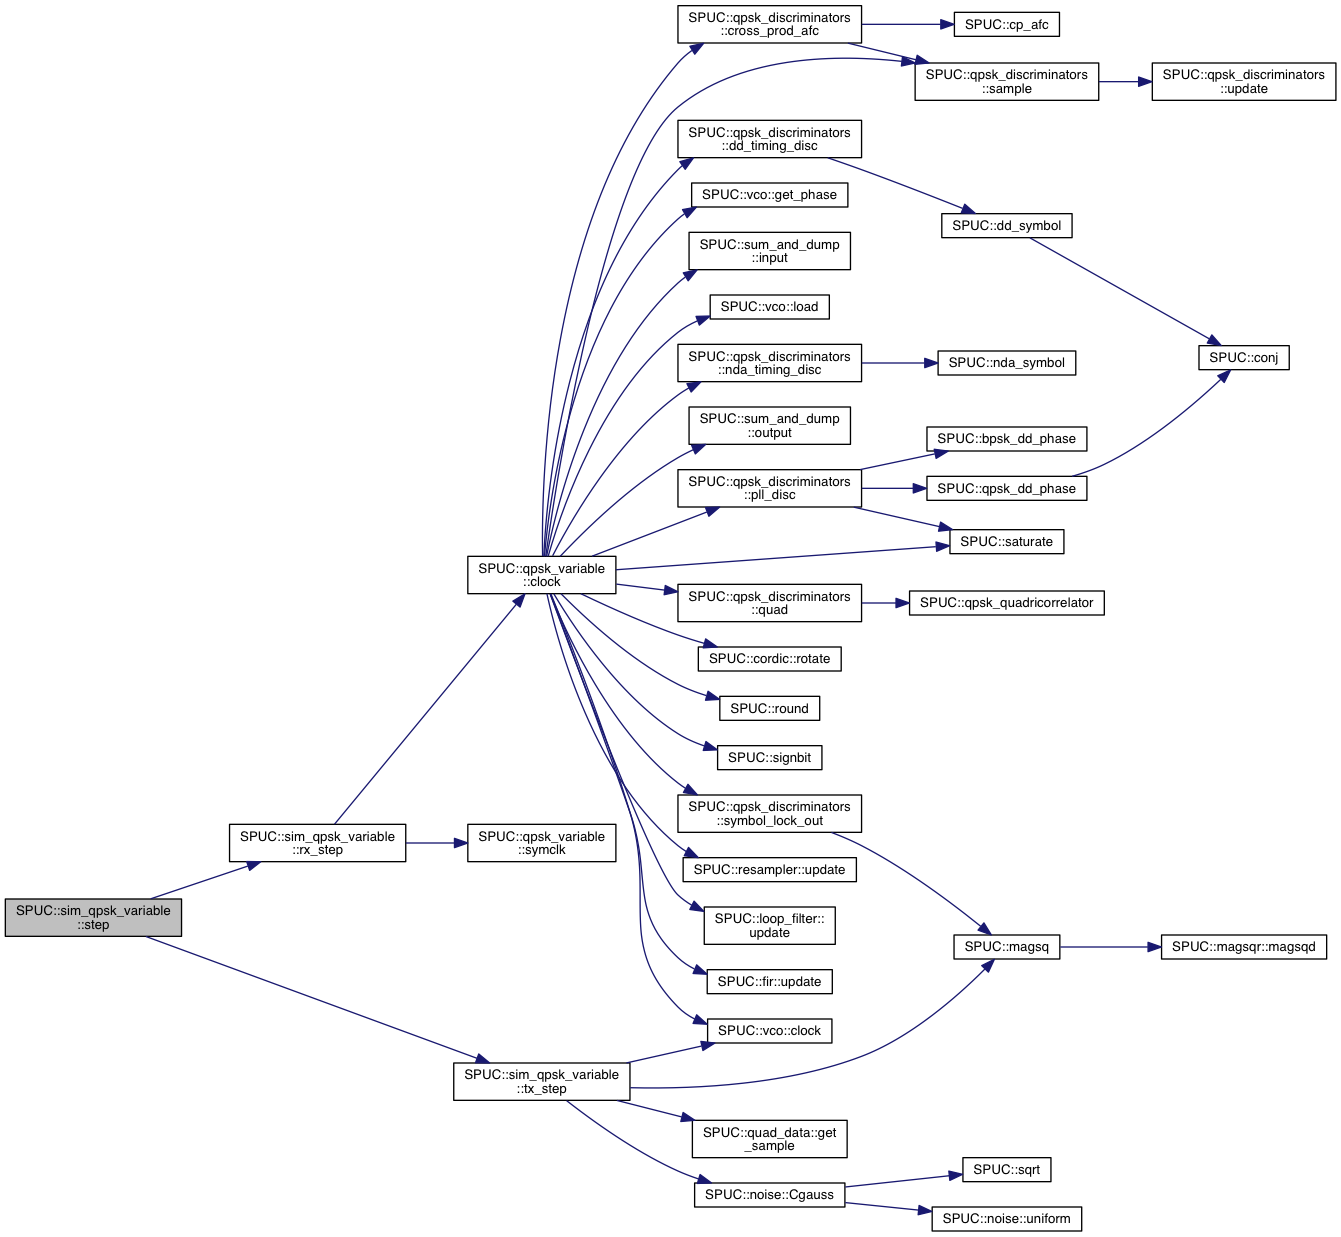 SPUC::qpsk_discriminators
::cross_prod_afc
SPUC::cp_afc
SPUC::qpsk_discriminators
::sample
SPUC::qpsk_discriminators
::update
SPUC::qpsk_discriminators
::dd_timing_disc
SPUC::vco::get_phase
SPUC::dd_symbol
SPUC::sum_and_dump
::input
SPUC::vco::load
SPUC::qpsk_discriminators
::nda_timing_disc
SPUC::nda_symbol
SPUC::conj
SPUC::sum_and_dump
::output
SPUC::bpsk_dd_phase
SPUC::qpsk_discriminators
::pll_disc
SPUC::qpsk_dd_phase
SPUC::saturate
SPUC::qpsk_variable
::clock
SPUC::qpsk_discriminators
::quad
SPUC::qpsk_quadricorrelator
SPUC::cordic::rotate
SPUC::round
SPUC::signbit
SPUC::qpsk_discriminators
::symbol_lock_out
SPUC::sim_qpsk_variable
::rx_step
SPUC::qpsk_variable
::symclk
SPUC::resampler::update
SPUC::sim_qpsk_variable
::step
SPUC::loop_filter::
update
SPUC::magsq
SPUC::magsqr::magsqd
SPUC::fir::update
SPUC::vco::clock
SPUC::sim_qpsk_variable
::tx_step
SPUC::quad_data::get
_sample
SPUC::noise::Cgauss
SPUC::sqrt
SPUC::noise::uniform